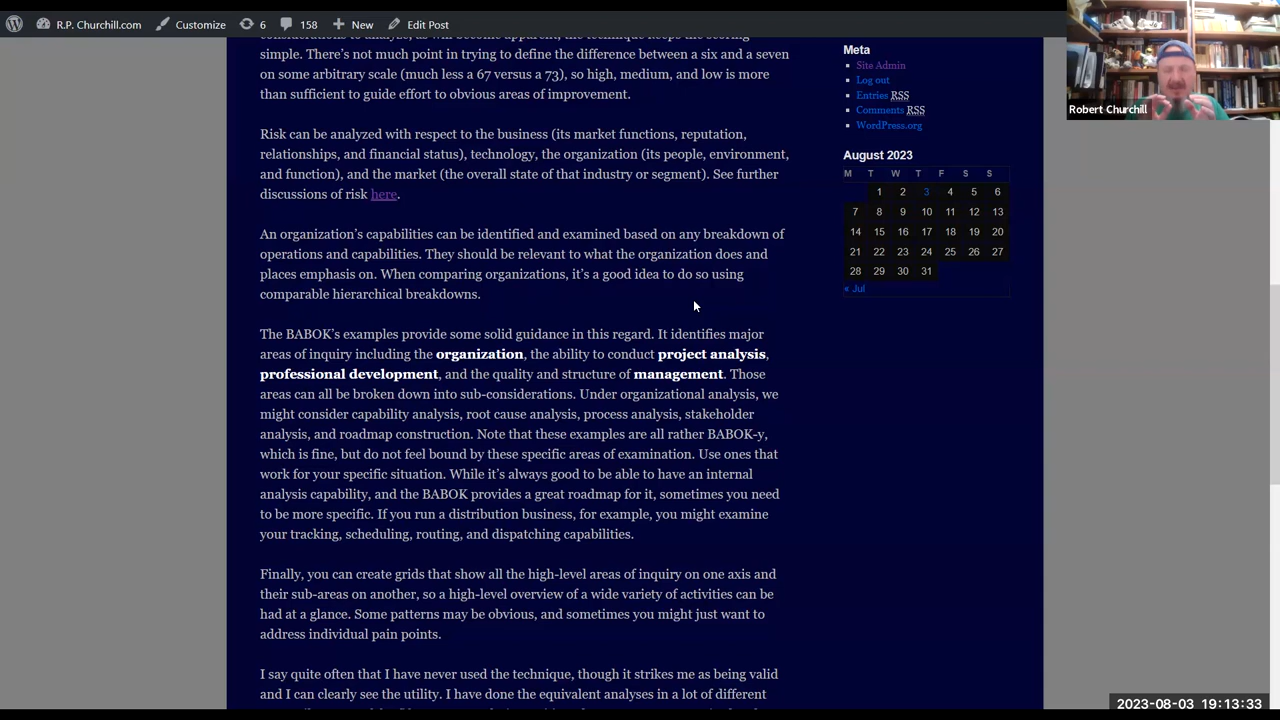 R.P. Churchill.com Customize 6 158 New Edit Post
simple. There's not much point in trying to define the difference between a six and a seven
on some arbitrary scale (much less a 67 versus a 73), so high, medium, and low is more
than sufficient to guide effort to obvious areas of improvement.
Risk can be analyzed with respect to the business (its market functions, reputation,
relationships, and financial status), technology, the organization (its people, environment,
and function), and the market (the overall state of that industry or segment). See further
discussions of risk here.
An organization's capabilities can be identified and examined based on any breakdown of
operations and capabilities. They should be relevant to what the organization does and
places emphasis on. When comparing organizations, it's a good idea to do so using
comparable hierarchical breakdowns.
The BABOK's examples provide some solid guidance in this regard. It identifies major
areas of inquiry including the organization, the ability to conduct project analysis,
professional development, and the quality and structure of management. Those
areas can all be broken down into sub-considerations. Under organizational analysis, we
might consider capability analysis, root cause analysis, process analysis, stakeholder
analysis, and roadmap construction. Note that these examples are all rather BABOK-y,
which is fine, but do not feel bound by these specific areas of examination. Use ones that
work for your specific situation. While it's always good to be able to have an internal
analysis capability, and the BABOK provides a great roadmap for it, sometimes you need
to be more specific. If you run a distribution business, for example, you might examine
your tracking, scheduling, routing, and dispatching capabilities.
Finally, you can create grids that show all the high-level areas of inquiry on one axis and
their sub-areas on another, so a high-level overview of a wide variety of activities can be
had at a glance. Some patterns may be obvious, and sometimes you might just want to
address individual pain points.
I say quite often that I have never used the technique, though it strikes me as being valid
and I can clearly see the utility. I have done the equivalent analyses in a lot of different
Meta
Site Admin
Log out
Entries RSS
Comments RSS
WordPress.org
August 2023
M T W T F S S
1 2 3 4 5 6
7 8 9 10 11 12 13
14 15 16 17 18 19 20
21 22 23 24 25 26 27
28 29 30 31
« Jul
Robert Churchill
2023-08-03 19:13:33